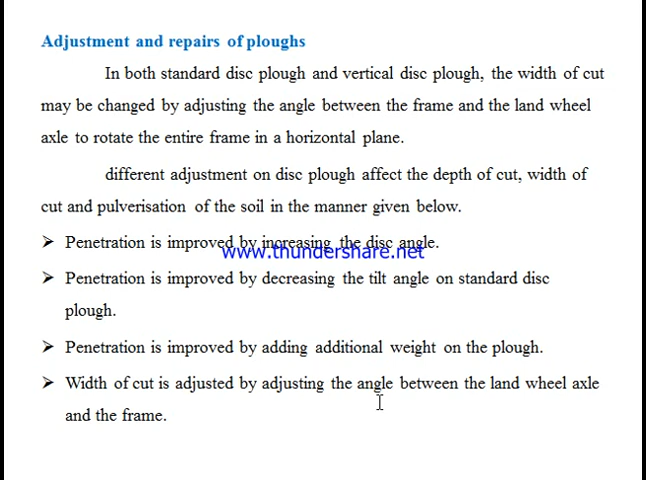 Adjustment and repairs of ploughs
In both standard disc plough and vertical disc plough, the width of cut
may be changed by adjusting the angle between the frame and the land wheel
axle to rotate the entire frame in a horizontal plane.
different adjustment on disc plough affect the depth of cut, width of
cut and pulverisation of the soil in the manner given below.
➢ Penetration is improved by increasing the disc angle.
www.thundershare.net
➢ Penetration is improved by decreasing the tilt angle on standard disc
plough.
➢ Penetration is improved by adding additional weight on the plough.
➢ Width of cut is adjusted by adjusting the angle between the land wheel axle
and the frame.